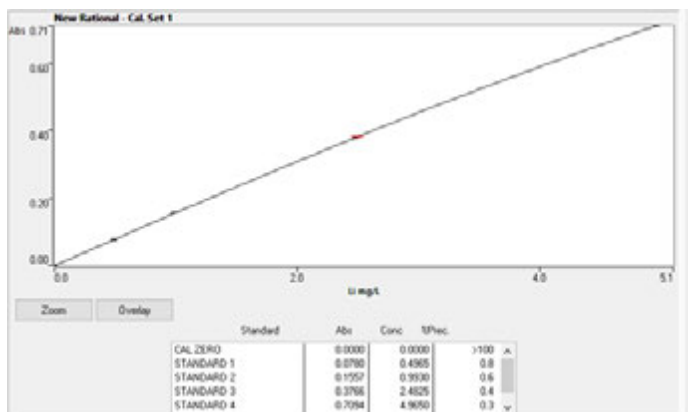 New Rational - Cal. Set 1
Abs 0.71
0.60
0.40
0.20
0.00
0.0 2.0 4.0 5.1
Li mg/L
Zoom Overlay
Standard Abs Conc %Prec.
CAL ZERO 0.0000 0.0000 >100
STANDARD 1 0.0780 0.4965 0.8
STANDARD 2 0.1557 0.9930 0.6
STANDARD 3 0.3766 2.4825 0.4
STANDARD 4 0.7094 4.9650 0.3